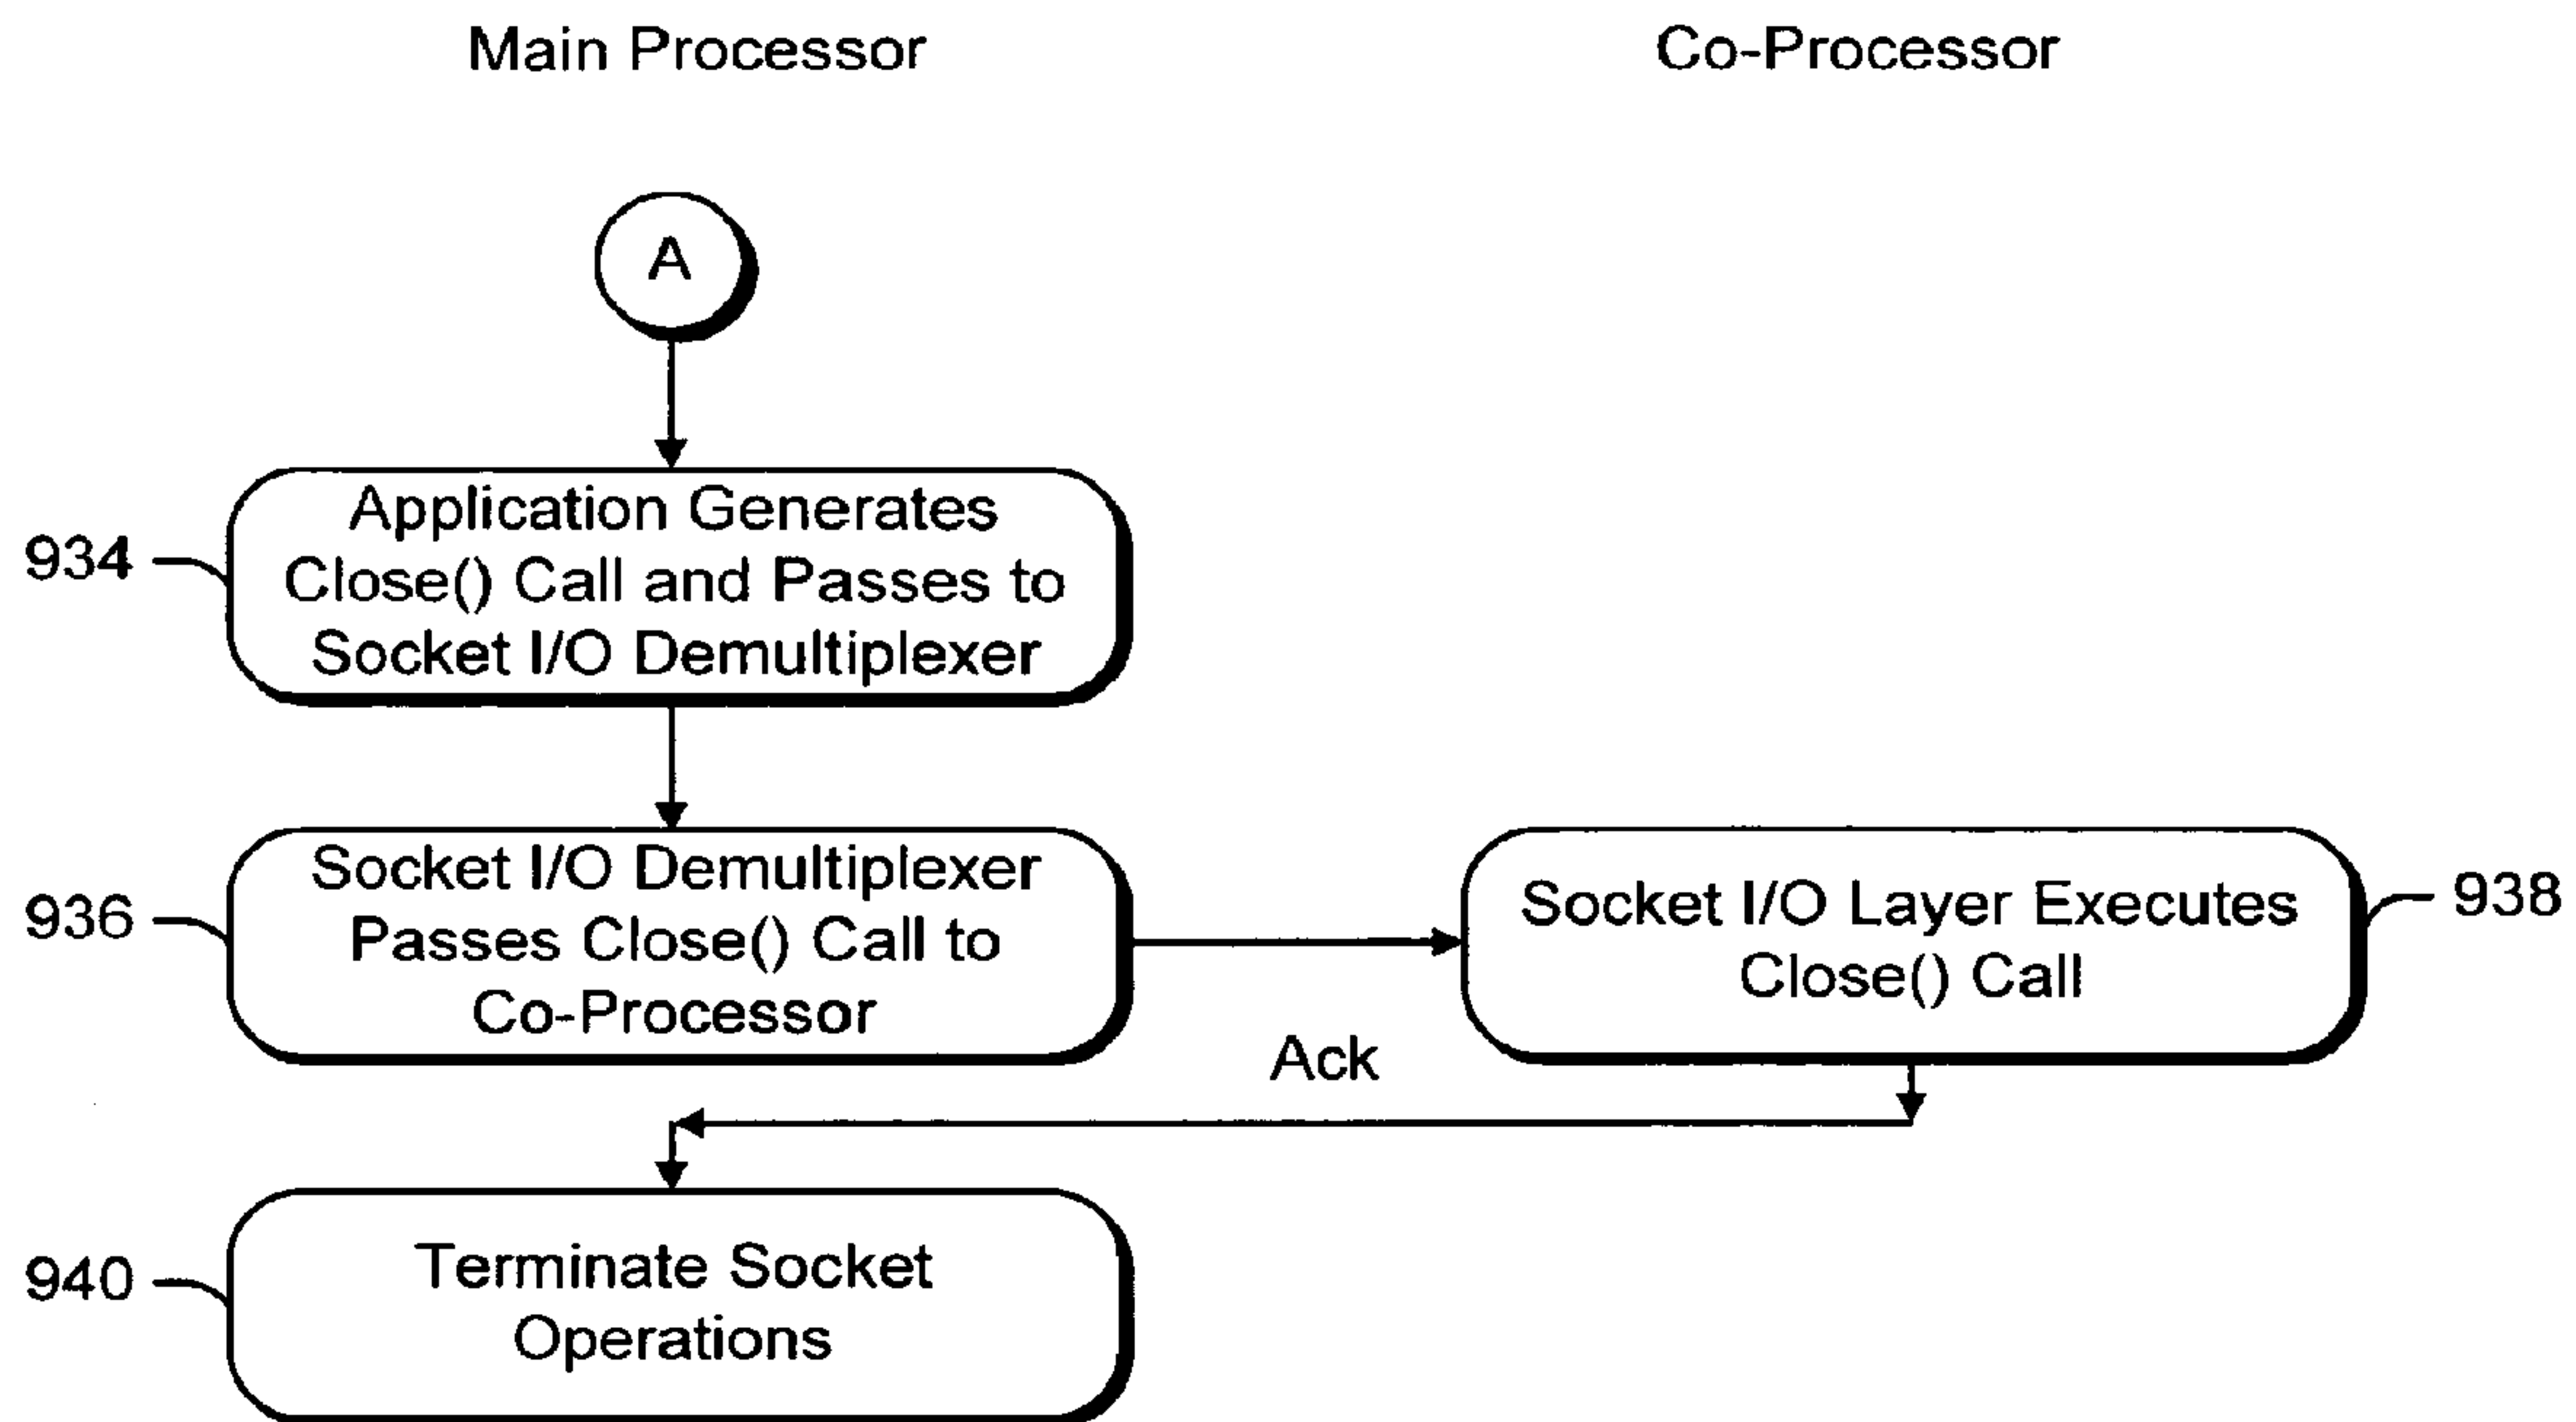 Main Processor
Co-Processor
A
934
Application Generates
Close() Call and Passes to
Socket I/O Demultiplexer
936
Socket I/O Demultiplexer
Passes Close() Call to
Co-Processor
Socket I/O Layer Executes
Close() Call
938
Ack
940
Terminate Socket
Operations